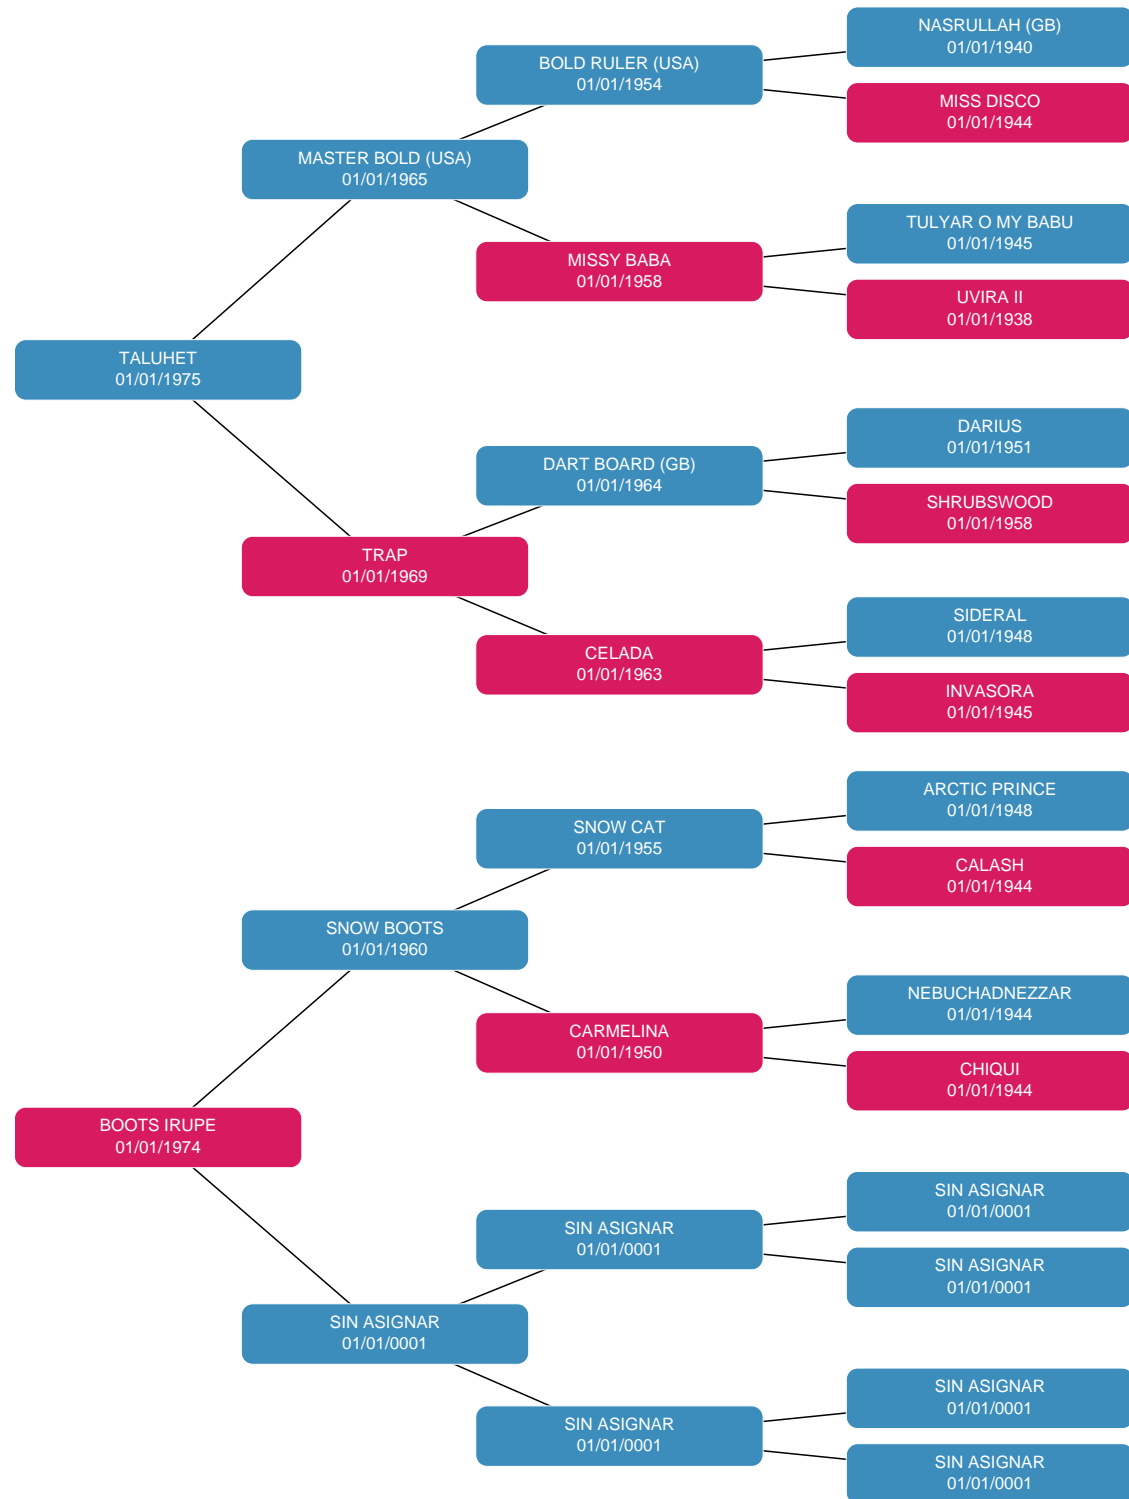 NASRULLAH (GB)
01/01/1940
BOLD RULER (USA)
01/01/1954
MISS DISCO
01/01/1944
MASTER BOLD (USA)
01/01/1965
TULYAR O MY BABU
01/01/1945
MISSY BABA
01/01/1958
UVIRA II
01/01/1938
TALUHET
01/01/1975
DARIUS
01/01/1951
DART BOARD (GB)
01/01/1964
SHRUBSWOOD
01/01/1958
TRAP
01/01/1969
SIDERAL
01/01/1948
CELADA
01/01/1963
INVASORA
01/01/1945
ARCTIC PRINCE
01/01/1948
SNOW CAT
01/01/1955
CALASH
01/01/1944
SNOW BOOTS
01/01/1960
NEBUCHADNEZZAR
01/01/1944
CARMELINA
01/01/1950
CHIQUI
01/01/1944
BOOTS IRUPE
01/01/1974
SIN ASIGNAR
01/01/0001
SIN ASIGNAR
01/01/0001
SIN ASIGNAR
01/01/0001
SIN ASIGNAR
01/01/0001
SIN ASIGNAR
01/01/0001
SIN ASIGNAR
01/01/0001
SIN ASIGNAR
01/01/0001